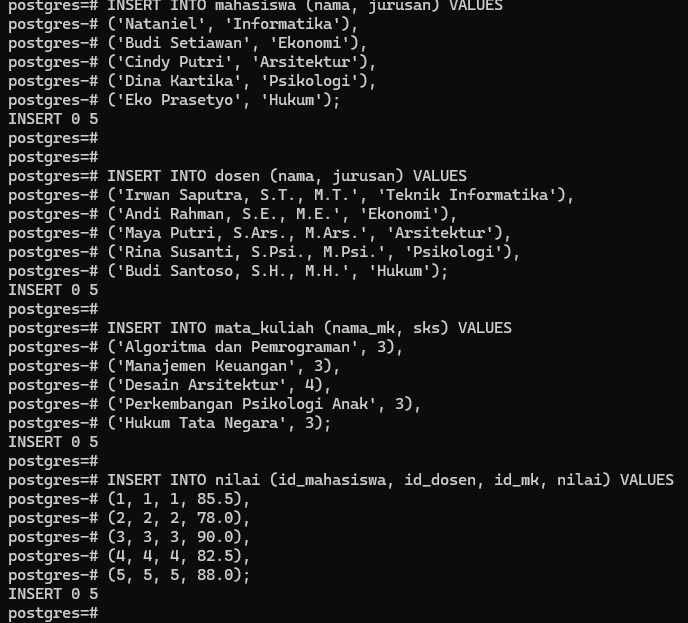 postgres=# INSERT INTO mahasiswa (nama, jurusan) VALUES
postgres-# ('Nataniel', 'Informatika'),
postgres-# ('Budi Setiawan', 'Ekonomi'),
postgres-# ('Cindy Putri', 'Arsitektur'),
postgres-# ('Dina Kartika', 'Psikologi'),
postgres-# ('Eko Prasetyo', 'Hukum');
INSERT 0 5
postgres=#
postgres=#
postgres=# INSERT INTO dosen (nama, jurusan) VALUES
postgres-# ('Irwan Saputra, S.T., M.T.', 'Teknik Informatika'),
postgres-# ('Andi Rahman, S.E., M.E.', 'Ekonomi'),
postgres-# ('Maya Putri, S.Ars., M.Ars.', 'Arsitektur'),
postgres-# ('Rina Susanti, S.Psi., M.Psi.', 'Psikologi'),
postgres-# ('Budi Santoso, S.H., M.H.', 'Hukum');
INSERT 0 5
postgres=#
postgres=# INSERT INTO mata_kuliah (nama_mk, sks) VALUES
postgres-# ('Algoritma dan Pemrograman', 3),
postgres-# ('Manajemen Keuangan', 3),
postgres-# ('Desain Arsitektur', 4),
postgres-# ('Perkembangan Psikologi Anak', 3),
postgres-# ('Hukum Tata Negara', 3);
INSERT 0 5
postgres=#
postgres=# INSERT INTO nilai (id_mahasiswa, id_dosen, id_mk, nilai) VALUES
postgres-# (1, 1, 1, 85.5),
postgres-# (2, 2, 2, 78.0),
postgres-# (3, 3, 3, 90.0),
postgres-# (4, 4, 4, 82.5),
postgres-# (5, 5, 5, 88.0);
INSERT 0 5
postgres=#